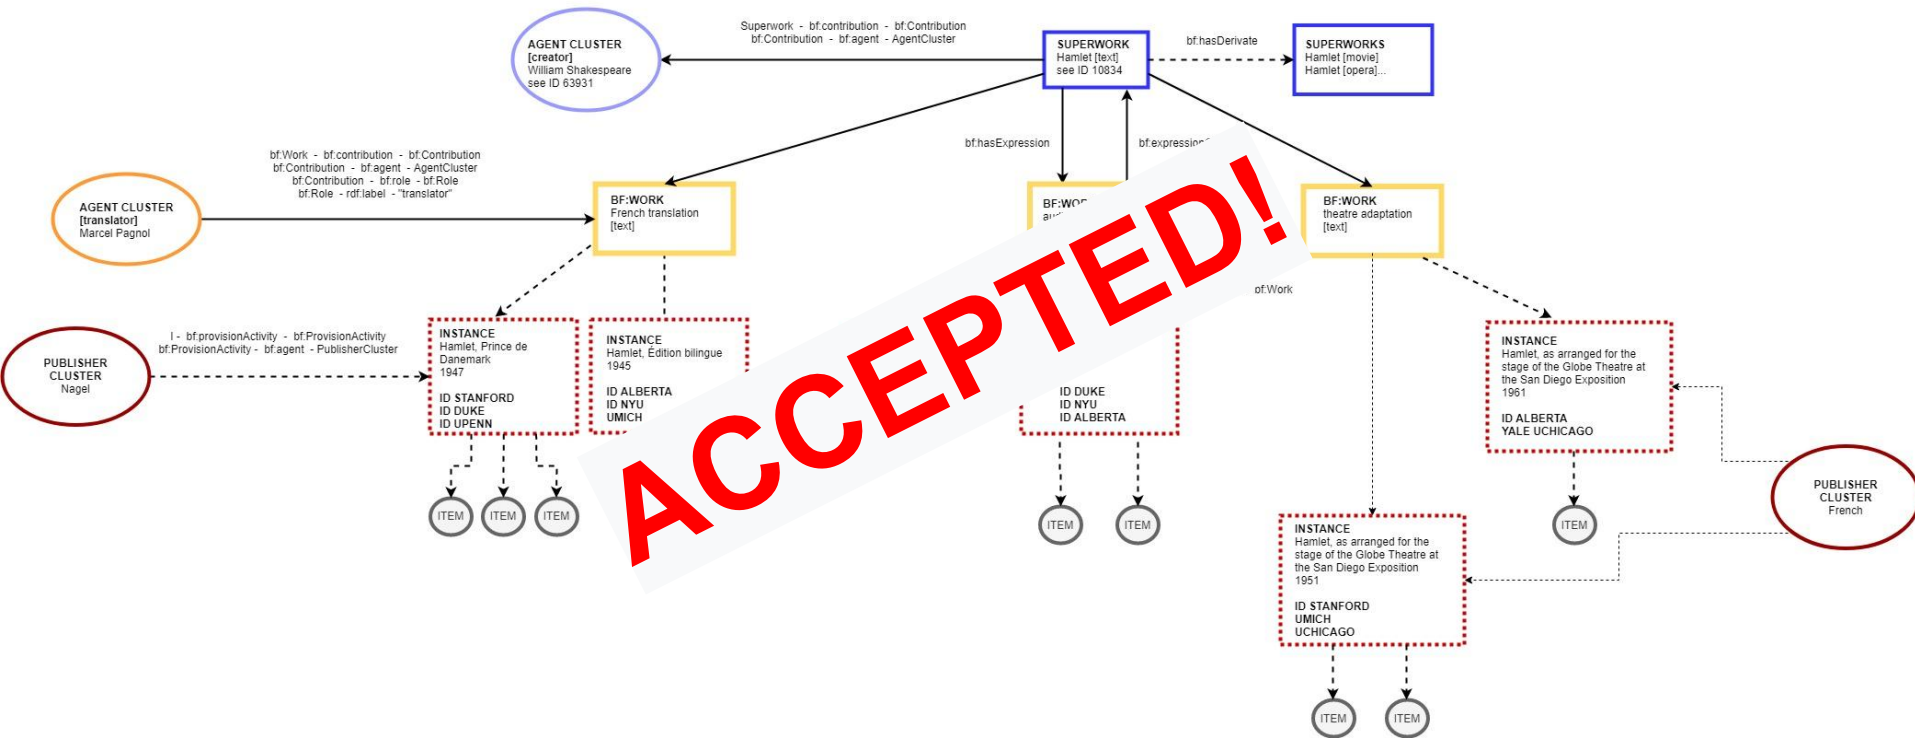 Superwork - bf:contribution - bf:Contribution
bf:Contribution - bf:agent - AgentCluster
AGENT CLUSTER
[creator]
William Shakespeare
see ID 63931
SUPERWORK
Hamlet [text]
see ID 10834
bf:hasDerivate
SUPERWORKS
Hamlet [movie]
Hamlet [opera]...
bf:hasExpression
bf:Work - bf:contribution - bf:Contribution
bf:Contribution - bf:agent - AgentCluster
bf:Contribution - bf:role - bf:Role
bf:Role - rdf:label - "translator"
AGENT CLUSTER
[translator]
Marcel Pagnol
BF:WORK
French translation
[text]
BF:WORK
theatre adaptation
[text]
bf:Work
ACCEPTED!
I - bf:provisionActivity - bf:ProvisionActivity
bf:ProvisionActivity - bf:agent - PublisherCluster
PUBLISHER
CLUSTER
Nagel
INSTANCE
Hamlet, Prince de
Danemark
1947
ID STANFORD
ID DUKE
ID UPENN
INSTANCE
Hamlet, Édition bilingue
1945
ID ALBERTA
ID NYU
UMICH
ID DUKE
ID NYU
ID ALBERTA
INSTANCE
Hamlet, as arranged for the
stage of the Globe Theatre at
the San Diego Exposition
1961
ID ALBERTA
YALE UCHICAGO
PUBLISHER
CLUSTER
French
ITEM
ITEM
ITEM
ITEM
ITEM
ITEM
INSTANCE
Hamlet, as arranged for the
stage of the Globe Theatre at
the San Diego Exposition
1951
ID STANFORD
UMICH
UCHICAGO
ITEM
ITEM